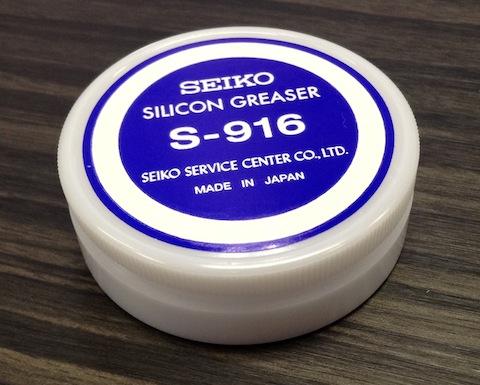 SEIKO
SILICON GREASER
S-916
SEIKO SERVICE CENTER CO.,LTD.
MADE IN JAPAN